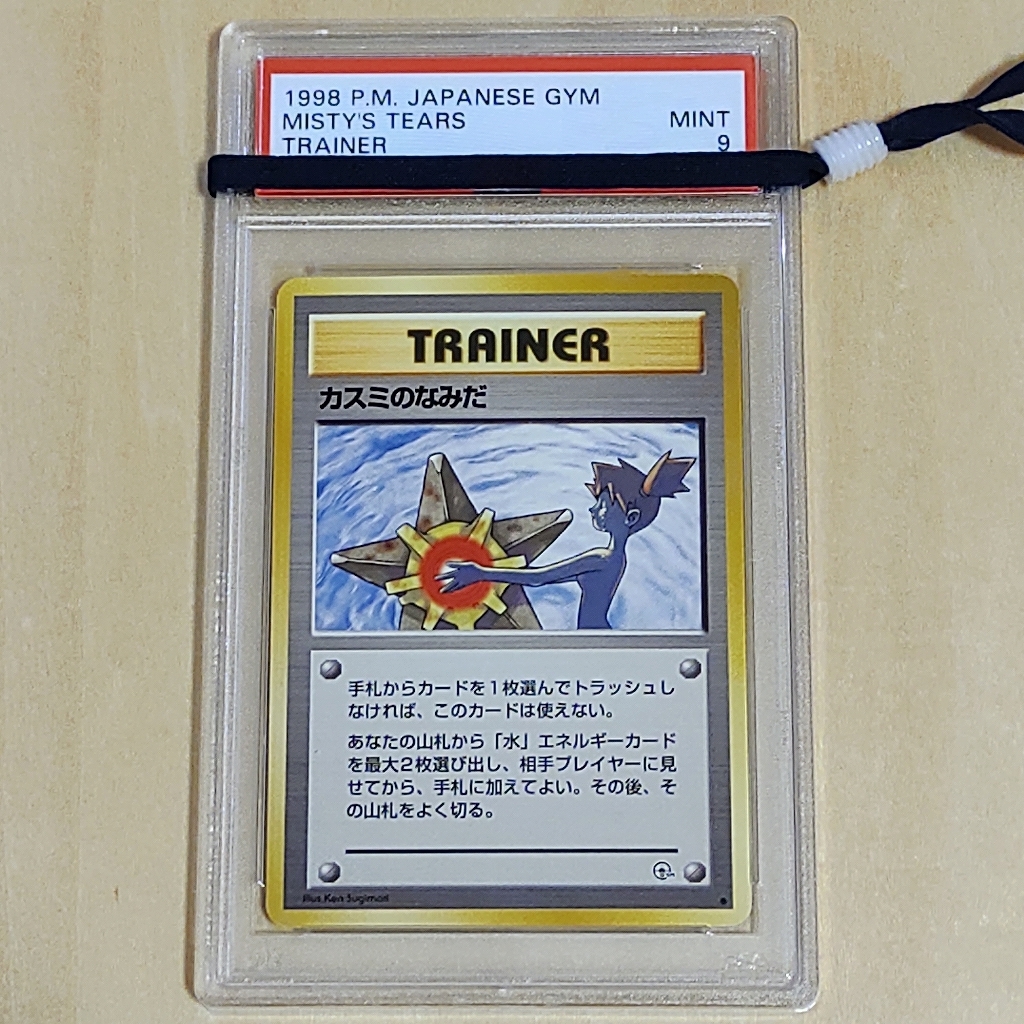 1998 P.M. JAPANESE GYM
MISTY'S TEARS MINT
TRAINER 9
TRAINER
カスミのなみだ
手札からカードを1枚選んでトラッシュし
なければ、このカードは使えない。
あなたの山札から「水」エネルギーカード
を最大2枚選び出し、相手プレイヤーに見
せてから、手札に加えてよい。その後、そ
の山札をよく切る。
Illus. Ken Sugimori